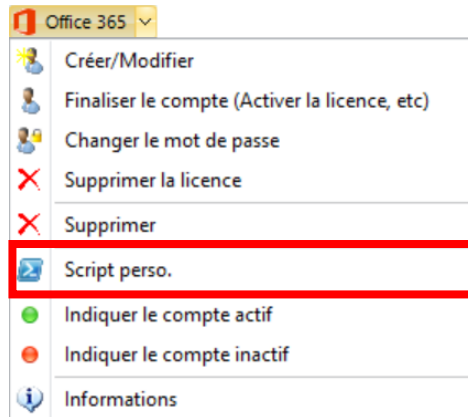 Office 365
Créer/Modifier
Finaliser le compte (Activer la licence, etc)
Changer le mot de passe
Supprimer la licence
Supprimer
Script perso.
Indiquer le compte actif
Indiquer le compte inactif
Informations